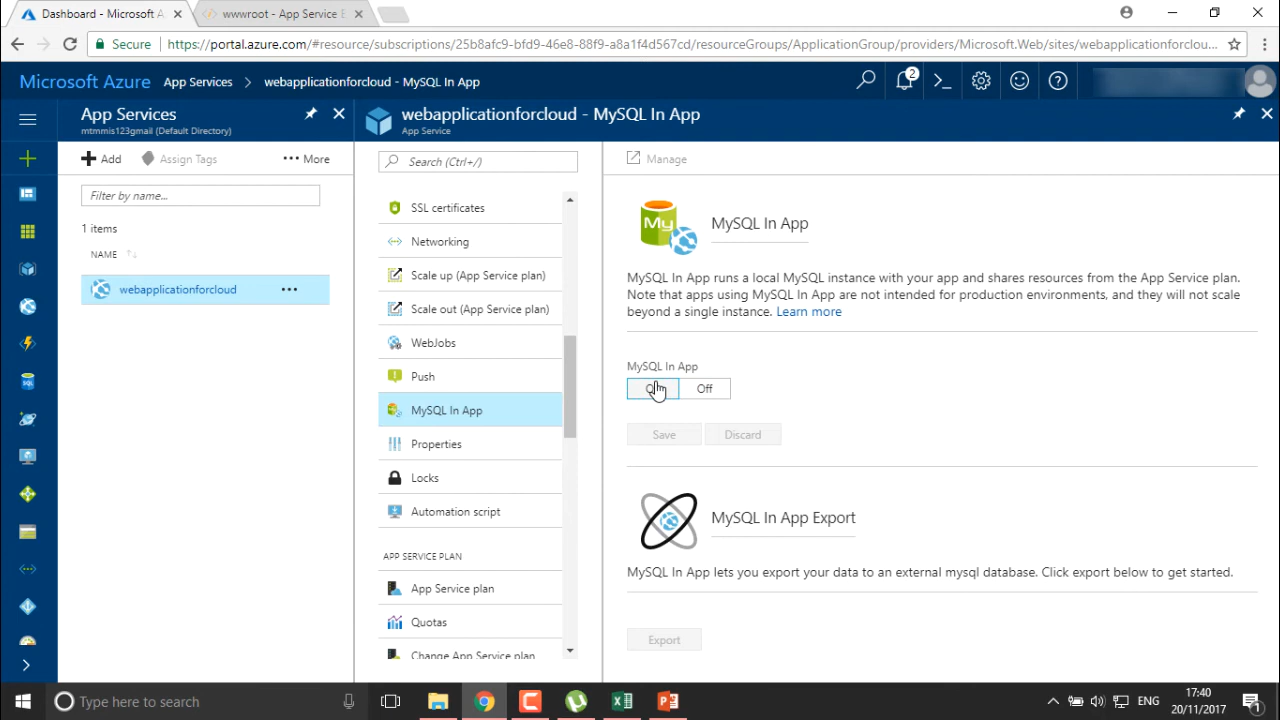 Dashboard - Microsoft A
wwwroot - App Service E
Secure
https://portal.azure.com/#resource/subscriptions/25b8afc9-bfd9-46e8-88f9-a8a1f4d567cd/resourceGroups/ApplicationGroup/providers/Microsoft.Web/sites/webapplicationforclou...
Microsoft Azure App Services > webapplicationforcloud - MySQL In App
2
App Services
mtmmis123gmail (Default Directory)
webapplicationforcloud - MySQL In App
App Service
Add
Assign Tags
More
Search (Ctrl+/)
Manage
Filter by name...
1 items
NAME
webapplicationforcloud
SSL certificates
Networking
Scale up (App Service plan)
Scale out (App Service plan)
WebJobs
Push
MySQL In App
Properties
Locks
Automation script
APP SERVICE PLAN
App Service plan
Quotas
Change App Service plan
My
MySQL In App
MySQL In App runs a local MySQL instance with your app and shares resources from the App Service plan.
Note that apps using MySQL In App are not intended for production environments, and they will not scale
beyond a single instance. Learn more
MySQL In App
Off
Save
Discard
MySQL In App Export
MySQL In App lets you export your data to an external mysql database. Click export below to get started.
Export
SQL
Type here to search
ENG
17:40
20/11/2017
1